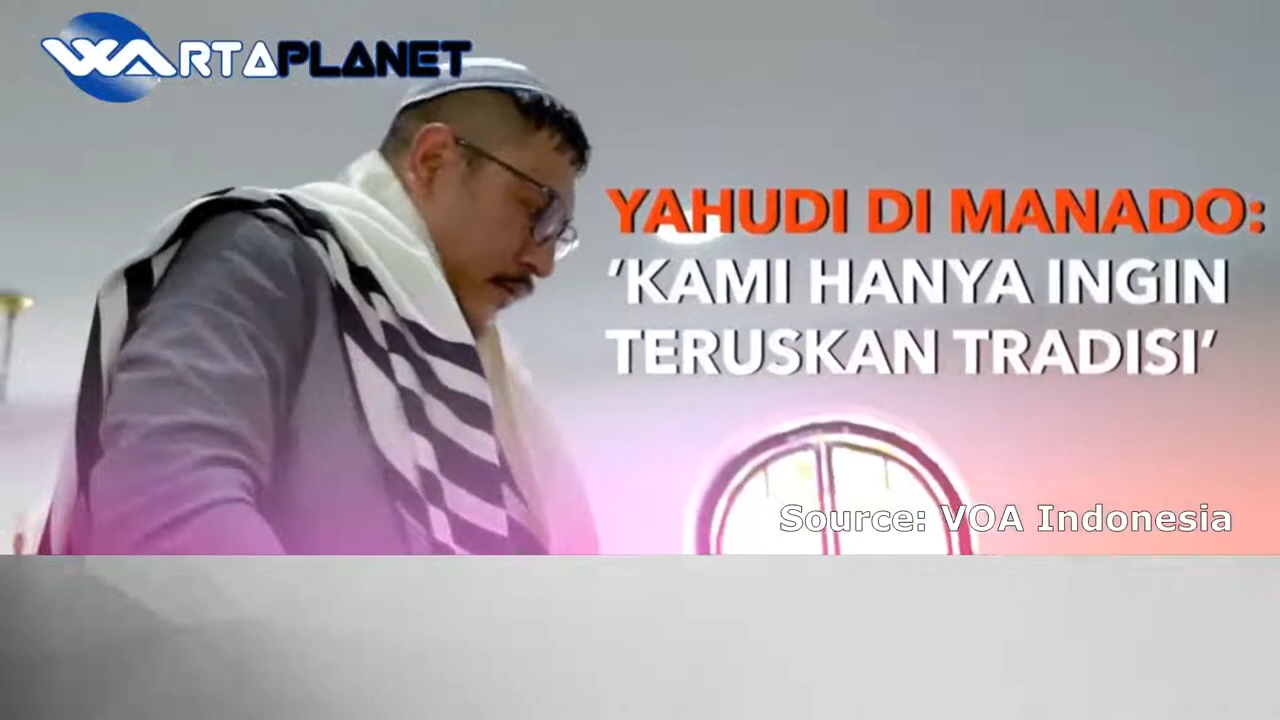 WARTAPLANET
YAHUDI DI MANADO:
'KAMI HANYA INGIN
TERUSKAN TRADISI'
Source: VOA Indonesia